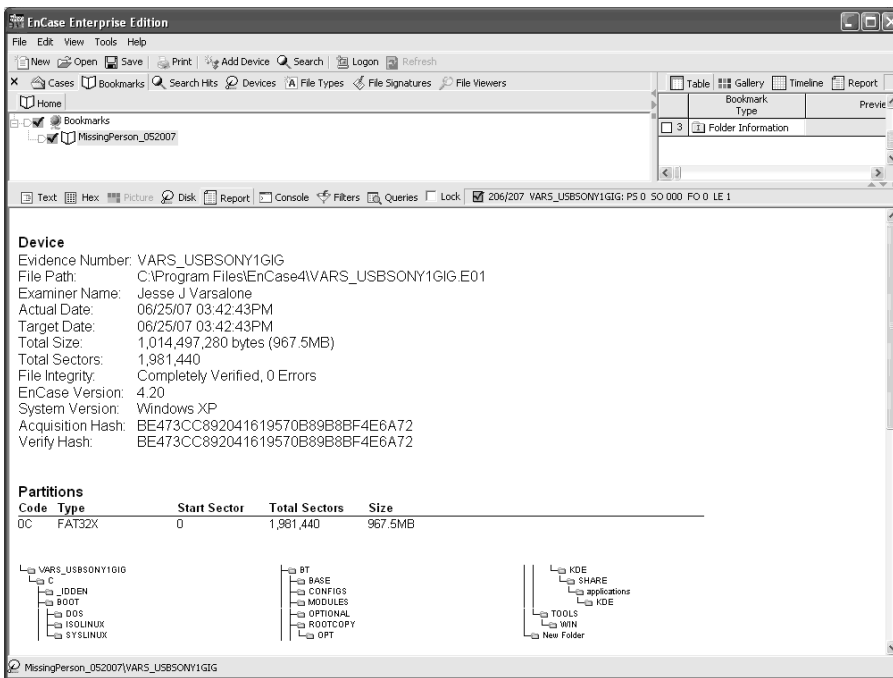 EnCase Enterprise Edition
File Edit View Tools Help
New Open Save Print Add Device Search Logon Refresh
Cases Bookmarks Search Hits Devices File Types File Signatures File Viewers
Table Gallery Timeline Report
Home
Bookmark Type
Bookmarks
MissingPerson_052007
3 Folder Information
Text Hex Picture Disk Report Console Filters Queries Lock 206/207 VARS_USBSONY1GIG: PS 0 SO 000 FO 0 LE 1
Device
Evidence Number: VARS_USBSONY1GIG
File Path: C:\Program Files\EnCase4\VARS_USBSONY1GIG.E01
Examiner Name: Jesse J Varsalone
Actual Date: 06/25/07 03:42:43PM
Target Date: 06/25/07 03:42:43PM
Total Size: 1,014,497,280 bytes (967.5MB)
Total Sectors: 1,981,440
File Integrity: Completely Verified, 0 Errors
EnCase Version: 4.20
System Version: Windows XP
Acquisition Hash: BE473CC892041619570B89B8BF4E6A72
Verify Hash: BE473CC892041619570B89B8BF4E6A72
Partitions
Code Type Start Sector Total Sectors Size
0C FAT32X 0 1,981,440 967.5MB
VARS_USBSONY1GIG
C
_IDDEN
BOOT
DOS
ISOLINUX
SYSLINUX
BT
BASE
CONFIGS
MODULES
OPTIONAL
ROOTCOPY
OPT
KDE
SHARE
applications
KDE
TOOLS
WIN
New Folder
MissingPerson_052007\VARS_USBSONY1GIG